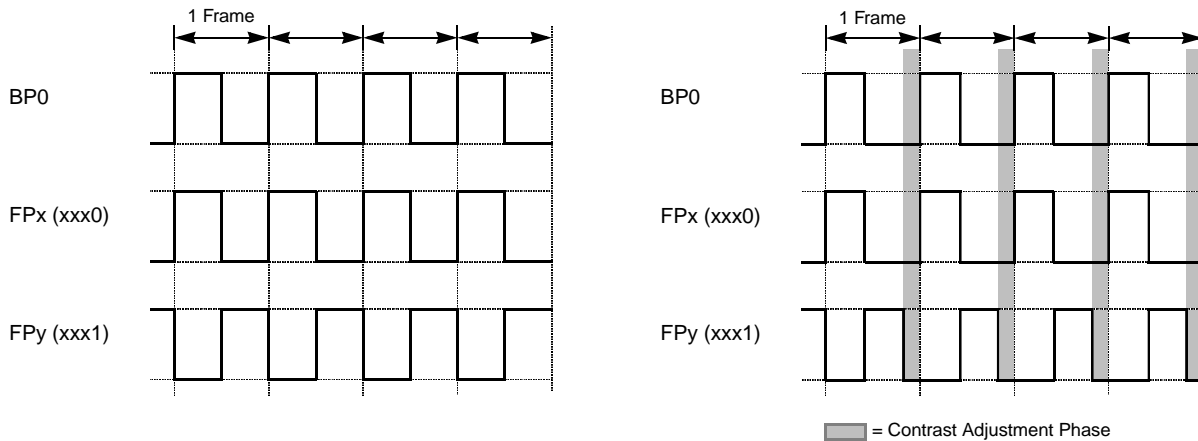 1 Frame
BP0
FPx (xxx0)
FPy (xxx1)
1 Frame
BP0
FPx (xxx0)
FPy (xxx1)
= Contrast Adjustment Phase